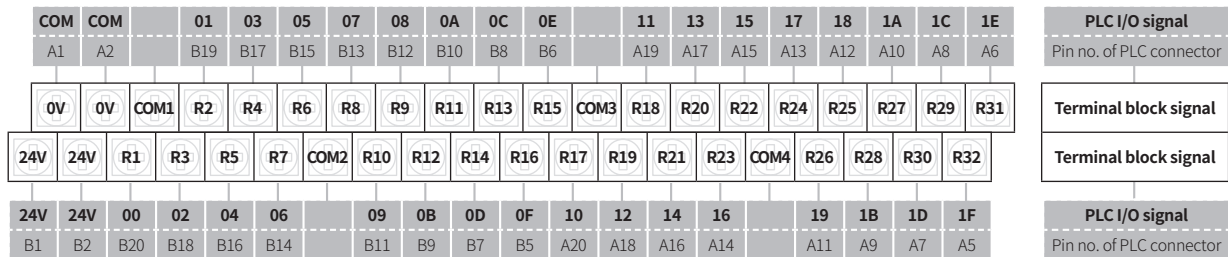 COM COM 01 03 05 07 08 0A 0C 0E 11 13 15 17 18 1A 1C 1E PLC I/O signal
A1 A2 B19 B17 B15 B13 B12 B10 B8 B6 A19 A17 A15 A13 A12 A10 A8 A6 Pin no. of PLC connector
0V 0V COM1 R2 R4 R6 R8 R9 R11 R13 R15 COM3 R18 R20 R22 R24 R25 R27 R29 R31 Terminal block signal
24V 24V R1 R3 R5 R7 COM2 R10 R12 R14 R16 R17 R19 R21 R23 COM4 R26 R28 R30 R32 Terminal block signal
24V 24V 00 02 04 06 09 0B 0D 0F 10 12 14 16 19 1B 1D 1F PLC I/O signal
B1 B2 B20 B18 B16 B14 B11 B9 B7 B5 A20 A18 A16 A14 A11 A9 A7 A5 Pin no. of PLC connector